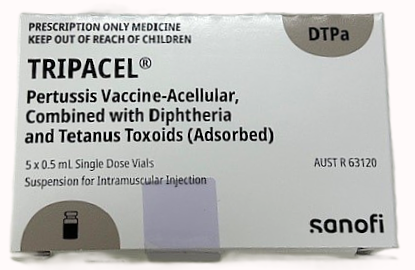 PRESCRIPTION ONLY MEDICINE
KEEP OUT OF REACH OF CHILDREN
DTPa
TRIPACEL®
Pertussis Vaccine-Acellular,
Combined with Diphtheria
and Tetanus Toxoids (Adsorbed)
5 x 0.5 mL Single Dose Vials
AUST R 63120
Suspension for Intramuscular Injection
sanofi